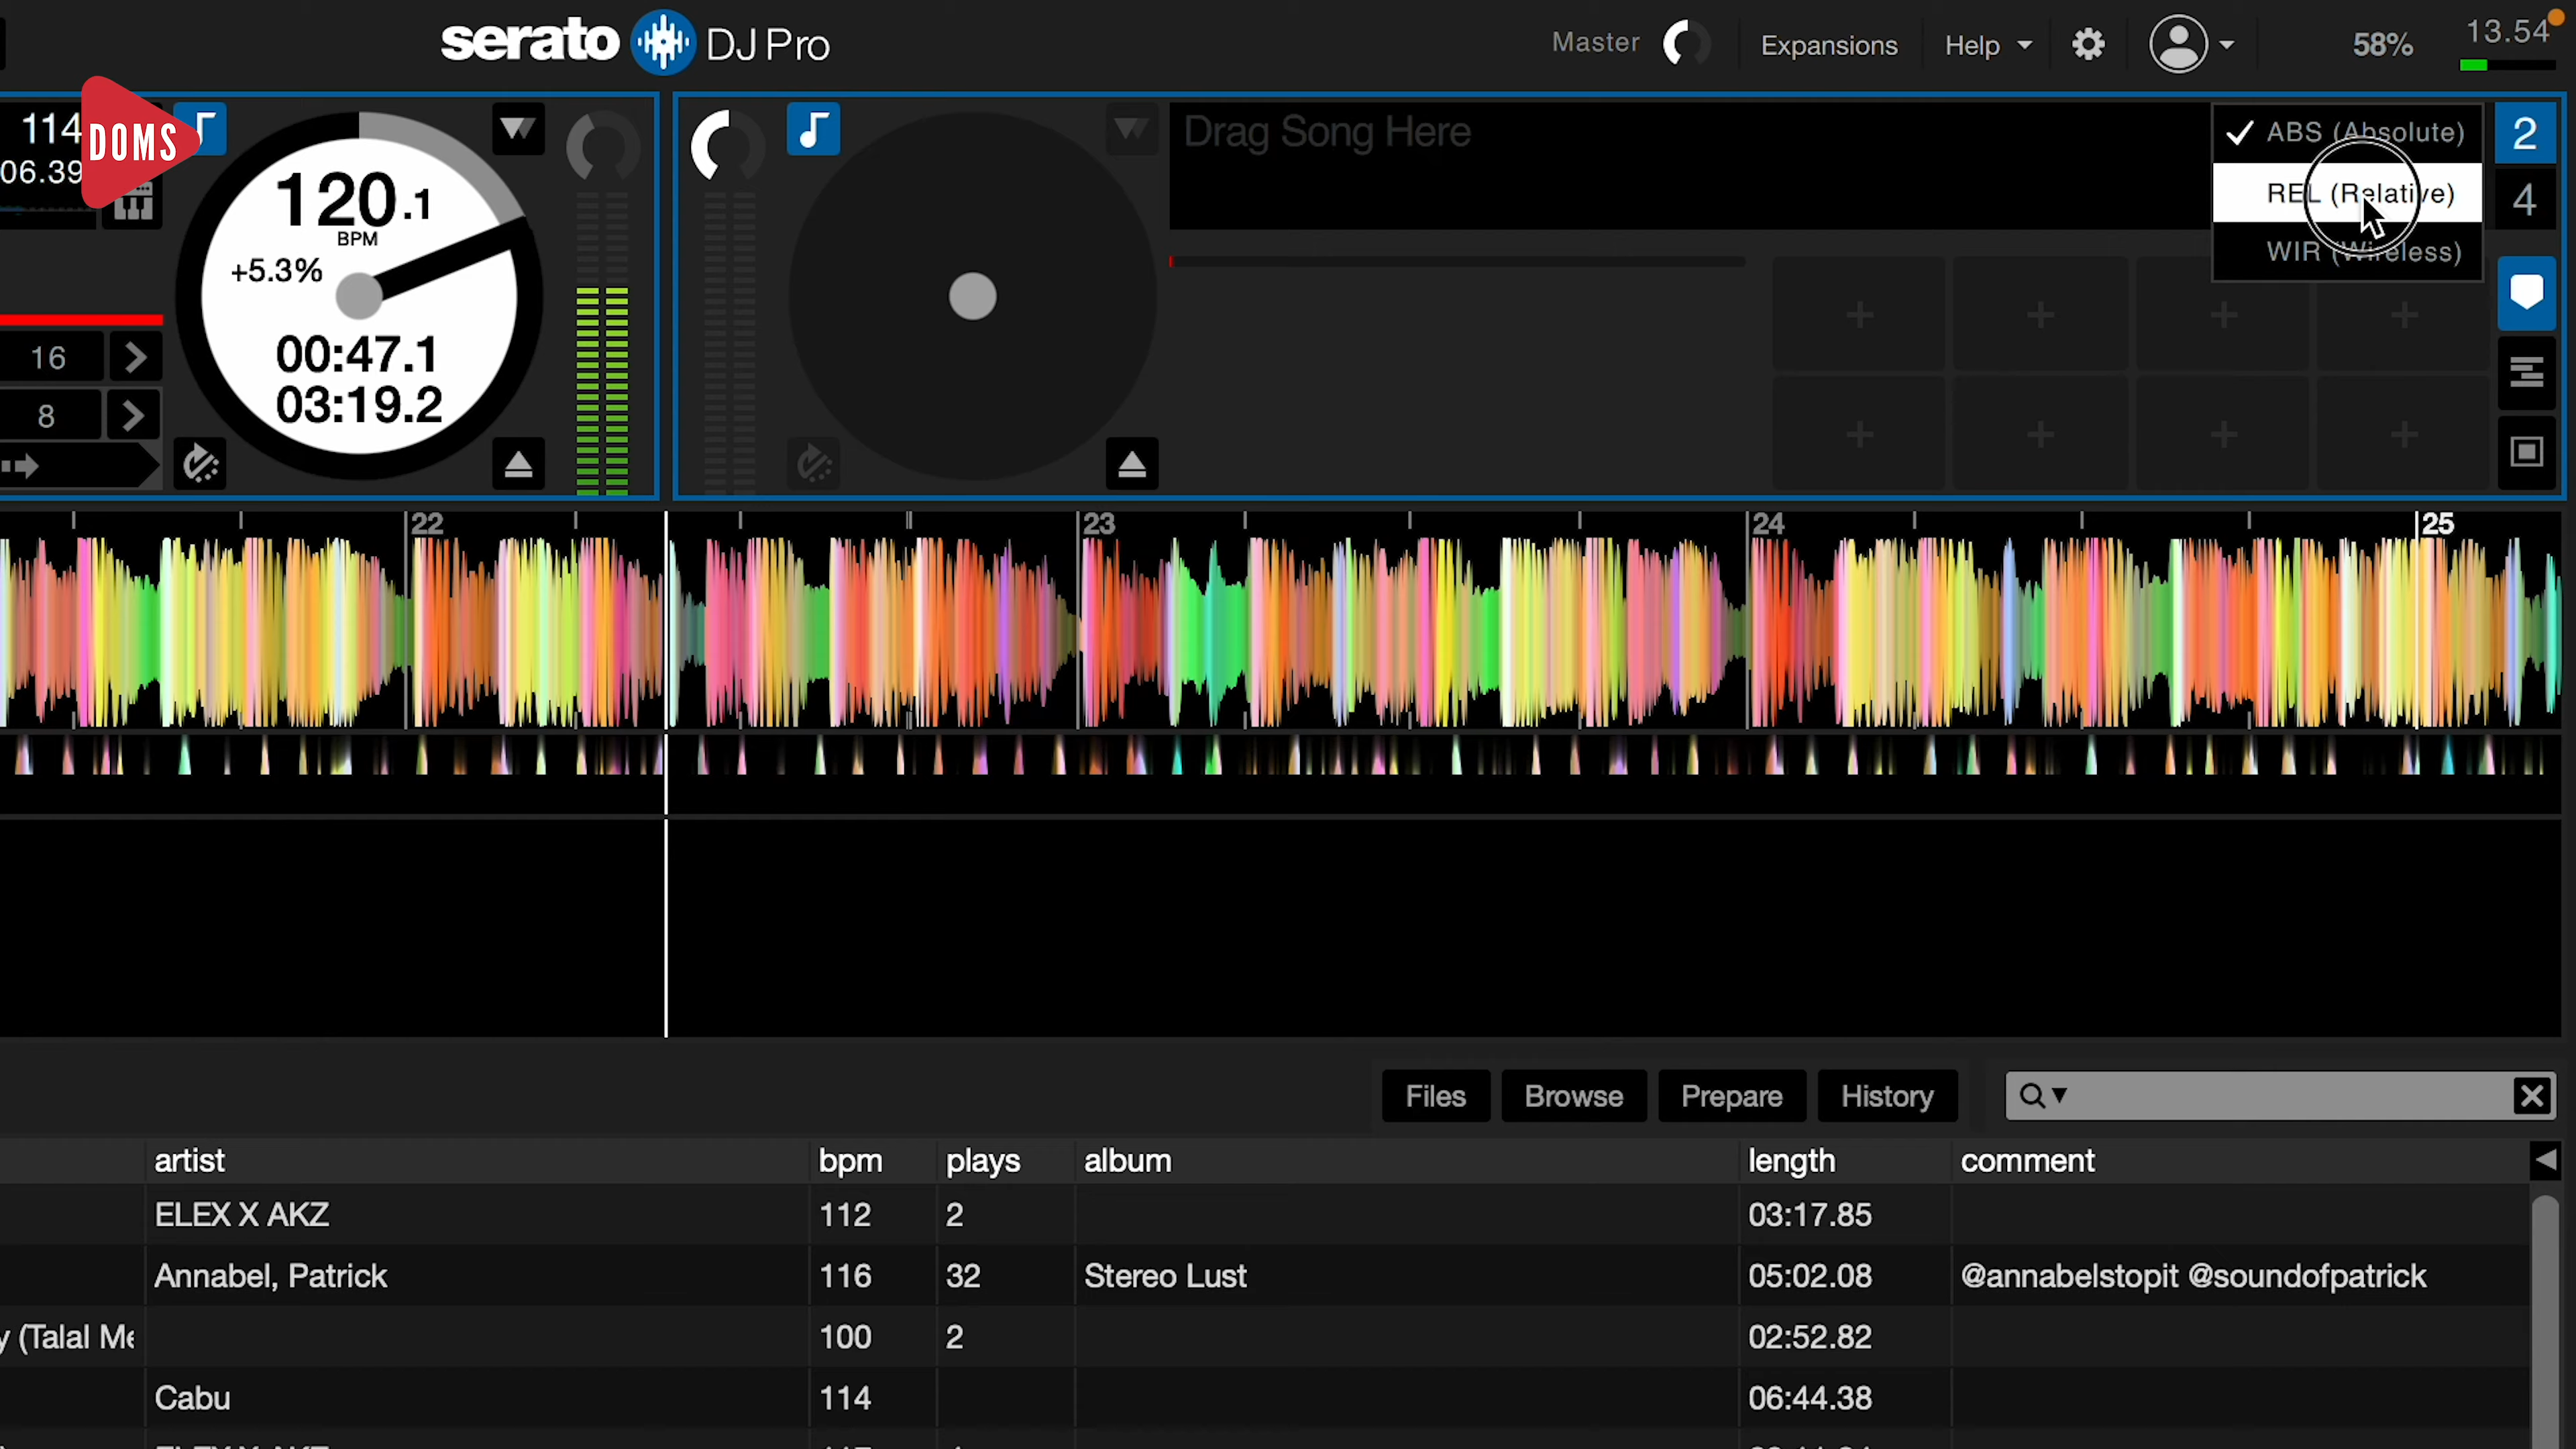 serato DJ Pro
Master
Expansions
Help
58%
13.54
114
DOMS
06.39
120.1
BPM
+5.3%
00:47.1
03:19.2
16
8
Drag Song Here
ABS (Absolute)
REL (Relative)
WIR (Wireless)
2
4
22
23
24
25
Files
Browse
Prepare
History
artist bpm plays album length comment
ELEX X AKZ 112 2 03:17.85
Annabel, Patrick 116 32 Stereo Lust 05:02.08 @annabelstopit @soundofpatrick
y (Talal Me 100 2 02:52.82
Cabu 114 06:44.38